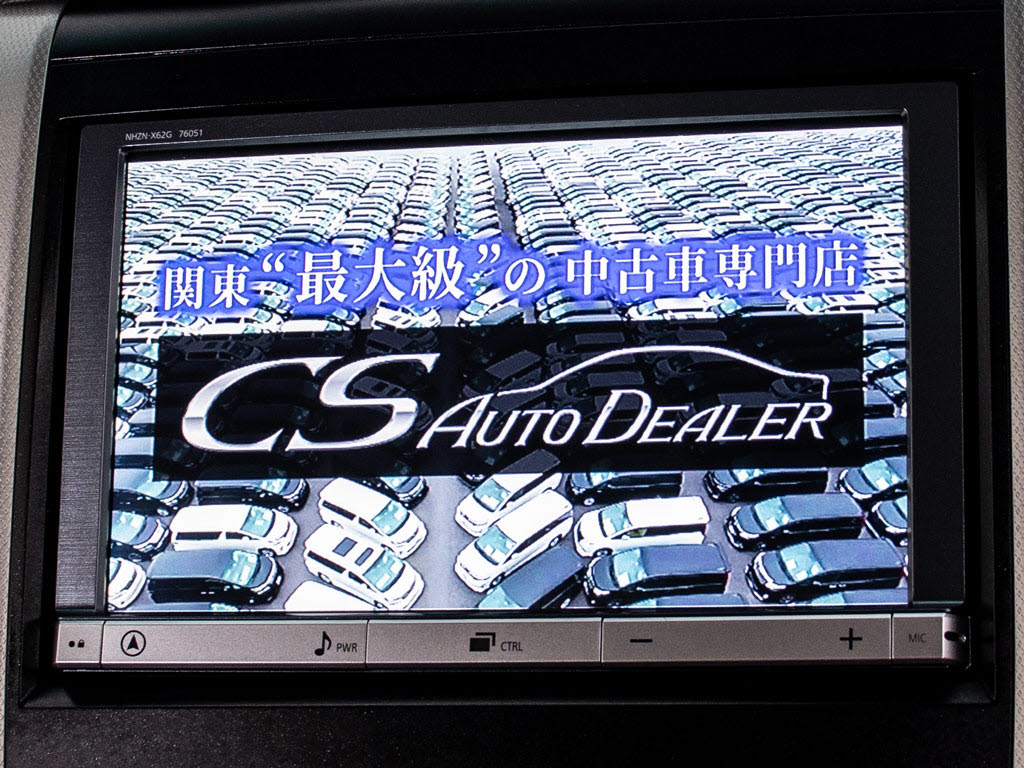 NHZN-X62G 76051
関東“最大級”の 中古車専門店
CS AUTO DEALER
PWR CTRL − + MIC